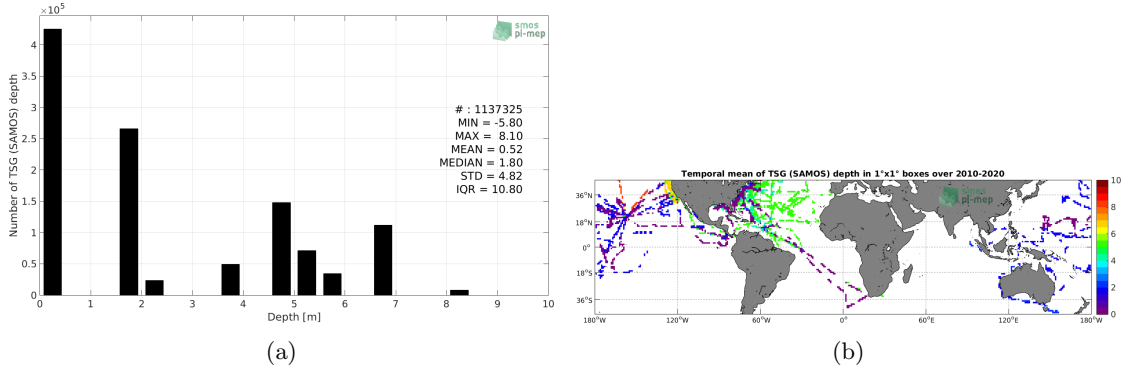 ×10⁵
4
3.5
3
2.5
2
1.5
1
0.5
0
0 1 2 3 4 5 6 7 8 9 10
Number of TSG (SAMOS) depth
Depth [m]
smos
pi-mep
# : 1137325
MIN = -5.80
MAX = 8.10
MEAN = 0.52
MEDIAN = 1.80
STD = 4.82
IQR = 10.80
(a)
Temporal mean of TSG (SAMOS) depth in 1°x1° boxes over 2010-2020
smos
pi-mep
36°N
18°N
0°
18°S
36°S
180°W 120°W 60°W 0° 60°E 120°E 180°W
10
8
6
4
2
0
(b)